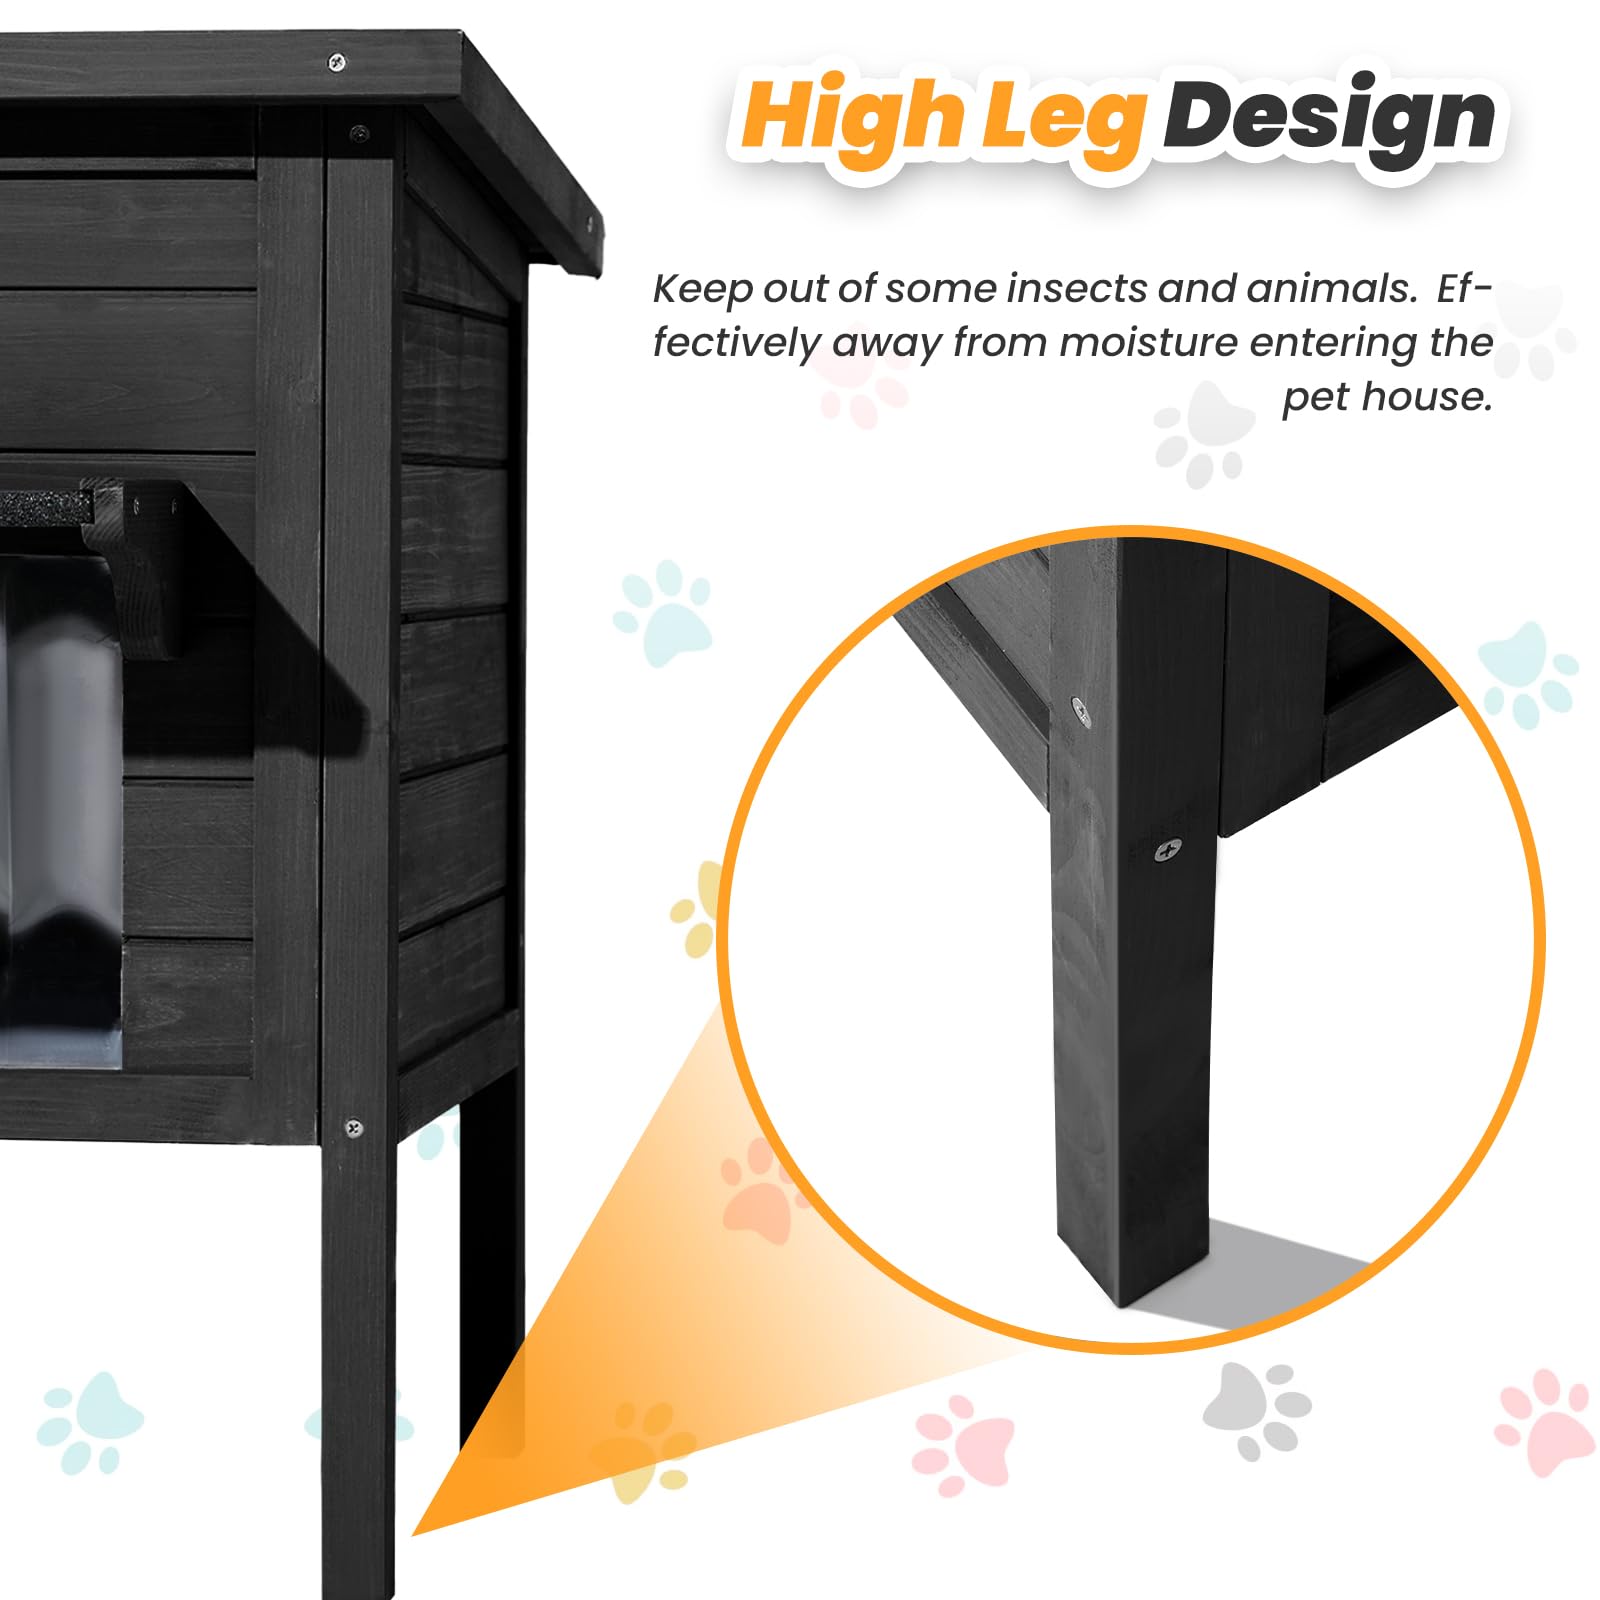 High Leg Design
Keep out of some insects and animals. Ef-
fectively away from moisture entering the
pet house.